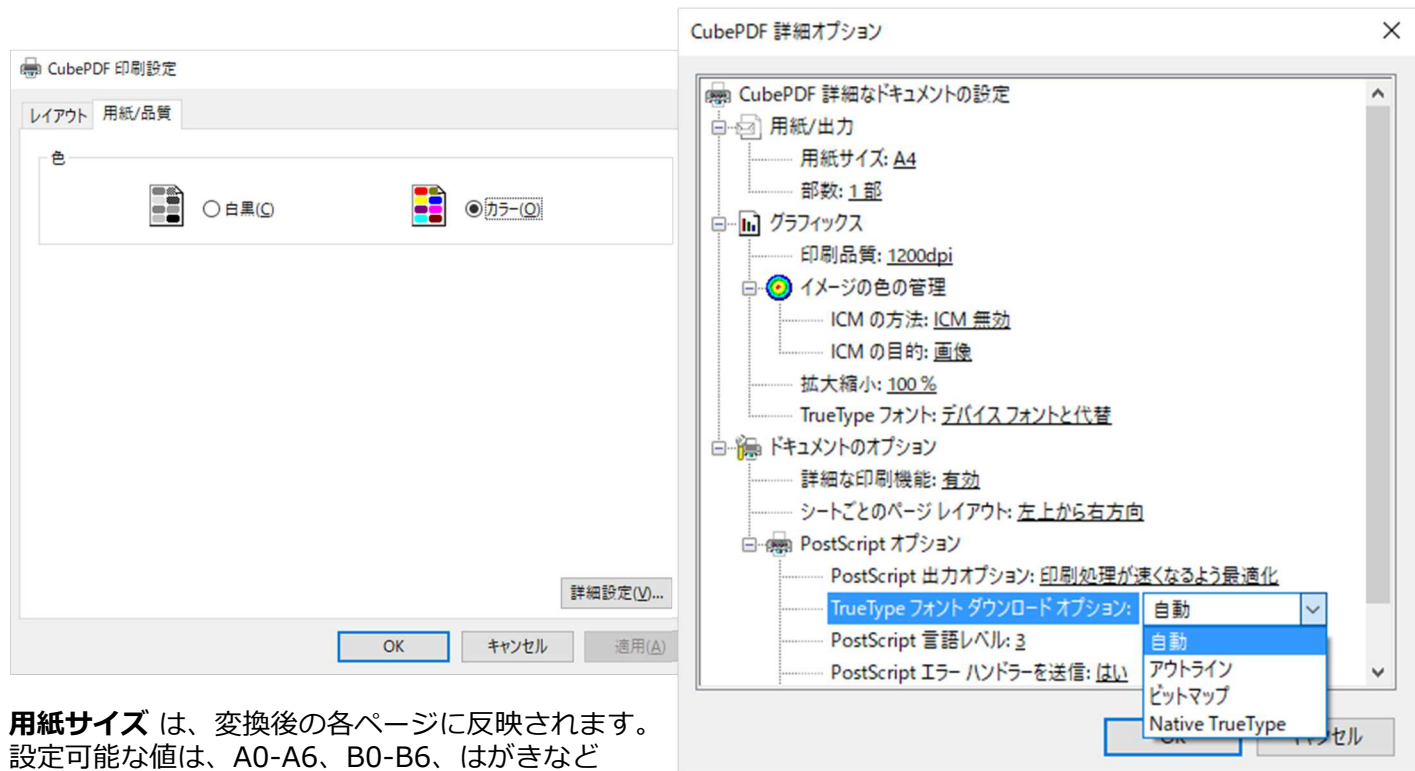 CubePDF 印刷設定
レイアウト 用紙/品質
色
白黒(C)
カラー(O)
詳細設定(V)...
OK キャンセル 適用(A)
用紙サイズ は、変換後の各ページに反映されます。
設定可能な値は、A0-A6、B0-B6、はがきなど
CubePDF 詳細オプション
CubePDF 詳細なドキュメントの設定
用紙/出力
用紙サイズ: A4
部数: 1 部
グラフィックス
印刷品質: 1200dpi
イメージの色の管理
ICM の方法: ICM 無効
ICM の目的: 画像
拡大縮小: 100 %
TrueType フォント: デバイス フォントと代替
ドキュメントのオプション
詳細な印刷機能: 有効
シートごとのページ レイアウト: 左上から右方向
PostScript オプション
PostScript 出力オプション: 印刷処理が速くなるよう最適化
TrueType フォント ダウンロード オプション: 自動
PostScript 言語レベル: 3
PostScript エラー ハンドラーを送信: はい
自動
アウトライン
ビットマップ
Native TrueType